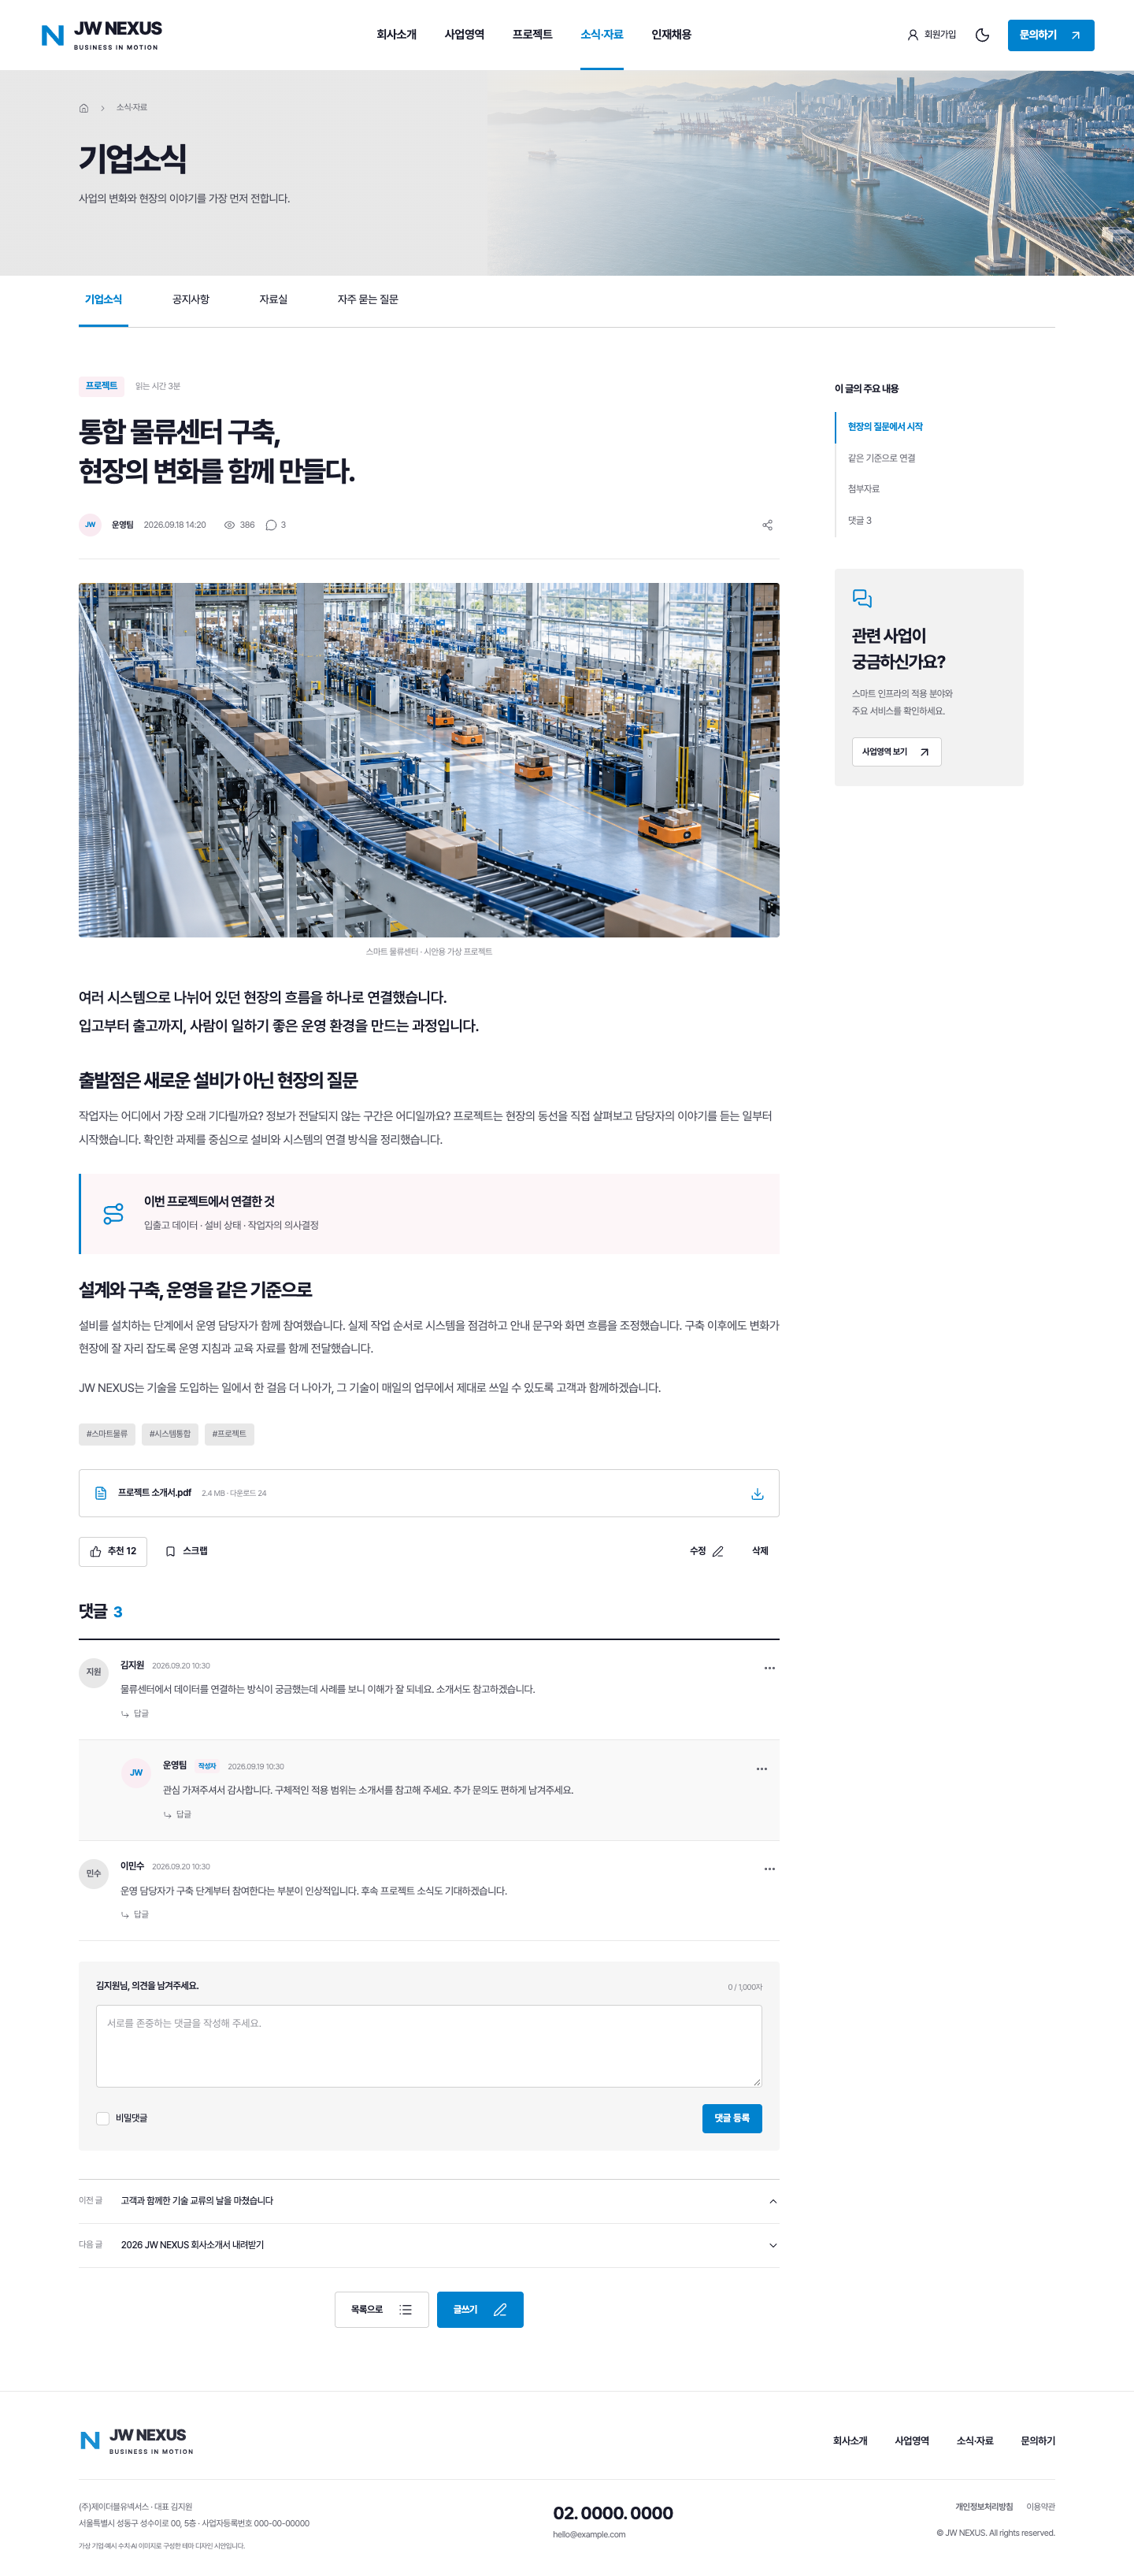 JW NEXUS
BUSINESS IN MOTION
회사소개
사업영역
프로젝트
소식·자료
인재채용
회원가입
문의하기
소식·자료
기업소식
사업의 변화와 현장의 이야기를 가장 먼저 전합니다.
기업소식
공지사항
자료실
자주 묻는 질문
프로젝트
읽는 시간 3분
통합 물류센터 구축,
현장의 변화를 함께 만들다.
JW
운영팀
2026.09.18 14:20
386
3
이 글의 주요 내용
현장의 질문에서 시작
같은 기준으로 연결
첨부자료
댓글 3
관련 사업이
궁금하신가요?
스마트 인프라의 적용 분야와
주요 서비스를 확인하세요.
사업영역 보기
스마트 물류센터 · 시안용 가상 프로젝트
여러 시스템으로 나뉘어 있던 현장의 흐름을 하나로 연결했습니다.
입고부터 출고까지, 사람이 일하기 좋은 운영 환경을 만드는 과정입니다.
출발점은 새로운 설비가 아닌 현장의 질문
작업자는 어디에서 가장 오래 기다릴까요? 정보가 전달되지 않는 구간은 어디일까요? 프로젝트는 현장의 동선을 직접 살펴보고 담당자의 이야기를 듣는 일부터
시작했습니다. 확인한 과제를 중심으로 설비와 시스템의 연결 방식을 정리했습니다.
이번 프로젝트에서 연결한 것
입출고 데이터 · 설비 상태 · 작업자의 의사결정
설계와 구축, 운영을 같은 기준으로
설비를 설치하는 단계에서 운영 담당자가 함께 참여했습니다. 실제 작업 순서로 시스템을 점검하고 안내 문구와 화면 흐름을 조정했습니다. 구축 이후에도 변화가
현장에 잘 자리 잡도록 운영 지침과 교육 자료를 함께 전달했습니다.
JW NEXUS는 기술을 도입하는 일에서 한 걸음 더 나아가, 그 기술이 매일의 업무에서 제대로 쓰일 수 있도록 고객과 함께하겠습니다.
#스마트물류
#시스템통합
#프로젝트
프로젝트 소개서.pdf
2.4 MB · 다운로드 24
추천 12
스크랩
수정
삭제
댓글 3
지원
김지원
2026.09.20 10:30
물류센터에서 데이터를 연결하는 방식이 궁금했는데 사례를 보니 이해가 잘 되네요. 소개서도 참고하겠습니다.
답글
JW
운영팀
작성자
2026.09.19 10:30
관심 가져주셔서 감사합니다. 구체적인 적용 범위는 소개서를 참고해 주세요. 추가 문의도 편하게 남겨주세요.
답글
민수
이민수
2026.09.20 10:30
운영 담당자가 구축 단계부터 참여한다는 부분이 인상적입니다. 후속 프로젝트 소식도 기대하겠습니다.
답글
김지원님, 의견을 남겨주세요.
0 / 1,000자
서로를 존중하는 댓글을 작성해 주세요.
비밀댓글
댓글 등록
이전 글
고객과 함께한 기술 교류의 날을 마쳤습니다
다음 글
2026 JW NEXUS 회사소개서 내려받기
목록으로
글쓰기
JW NEXUS
BUSINESS IN MOTION
회사소개
사업영역
소식·자료
문의하기
(주)제이더블유넥서스 · 대표 김지원
서울특별시 성동구 성수이로 00, 5층 · 사업자등록번호 000-00-00000
가상 기업·예시 수치·AI 이미지로 구성한 테마 디자인 시안입니다.
02. 0000. 0000
hello@example.com
개인정보처리방침
이용약관
© JW NEXUS. All rights reserved.